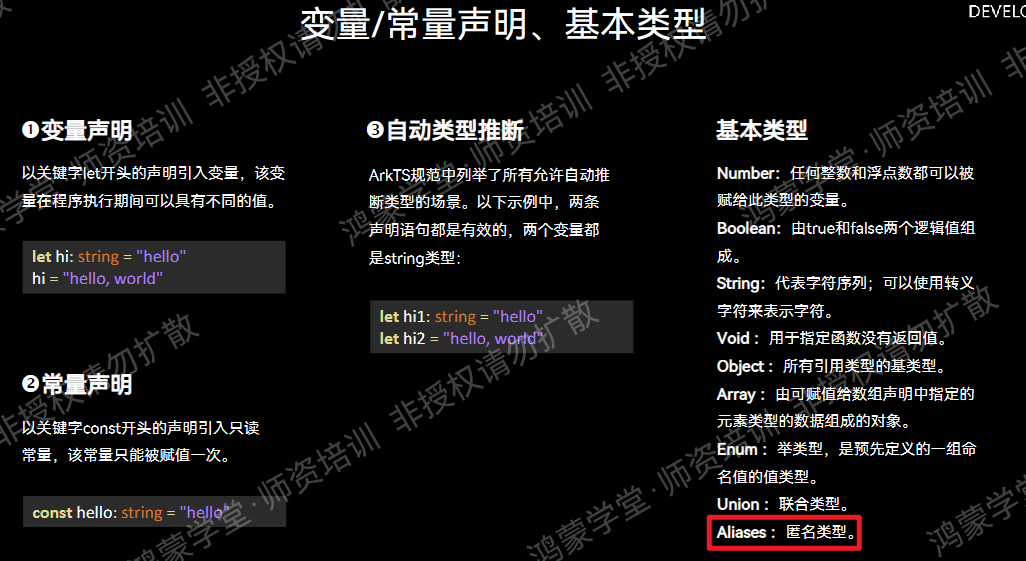 变量/常量声明、基本类型
DEVELO
❶变量声明
以关键字let开头的声明引入变量，该变
量在程序执行期间可以具有不同的值。
let hi: string = "hello"
hi = "hello, world"
❷常量声明
以关键字const开头的声明引入只读
常量，该常量只能被赋值一次。
const hello: string = "hello"
❸自动类型推断
ArkTS规范中列举了所有允许自动推
断类型的场景。以下示例中，两条
声明语句都是有效的，两个变量都
是string类型：
let hi1: string = "hello"
let hi2 = "hello, world"
基本类型
Number：任何整数和浮点数都可以被
赋给此类型的变量。
Boolean：由true和false两个逻辑值组
成。
String：代表字符序列；可以使用转义
字符来表示字符。
Void ：用于指定函数没有返回值。
Object ：所有引用类型的基类型。
Array ：由可赋值给数组声明中指定的
元素类型的数据组成的对象。
Enum ：举类型，是预先定义的一组命
名值的值类型。
Union ：联合类型。
Aliases ：匿名类型。
鸿蒙学堂·师资培训 非授权请勿扩散